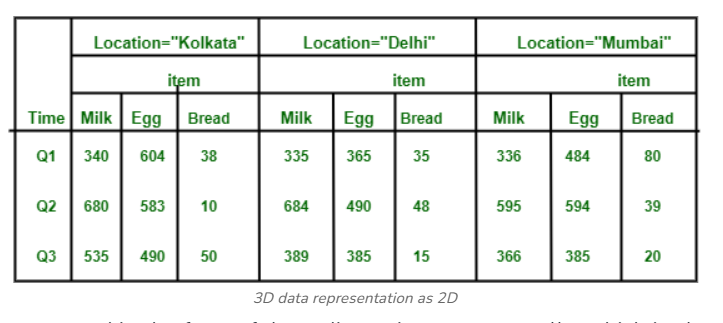 Location="Kolkata" Location="Delhi" Location="Mumbai"
item item item
Time Milk Egg Bread Milk Egg Bread Milk Egg Bread
Q1 340 604 38 335 365 35 336 484 80
Q2 680 583 10 684 490 48 595 594 39
Q3 535 490 50 389 385 15 366 385 20
3D data representation as 2D